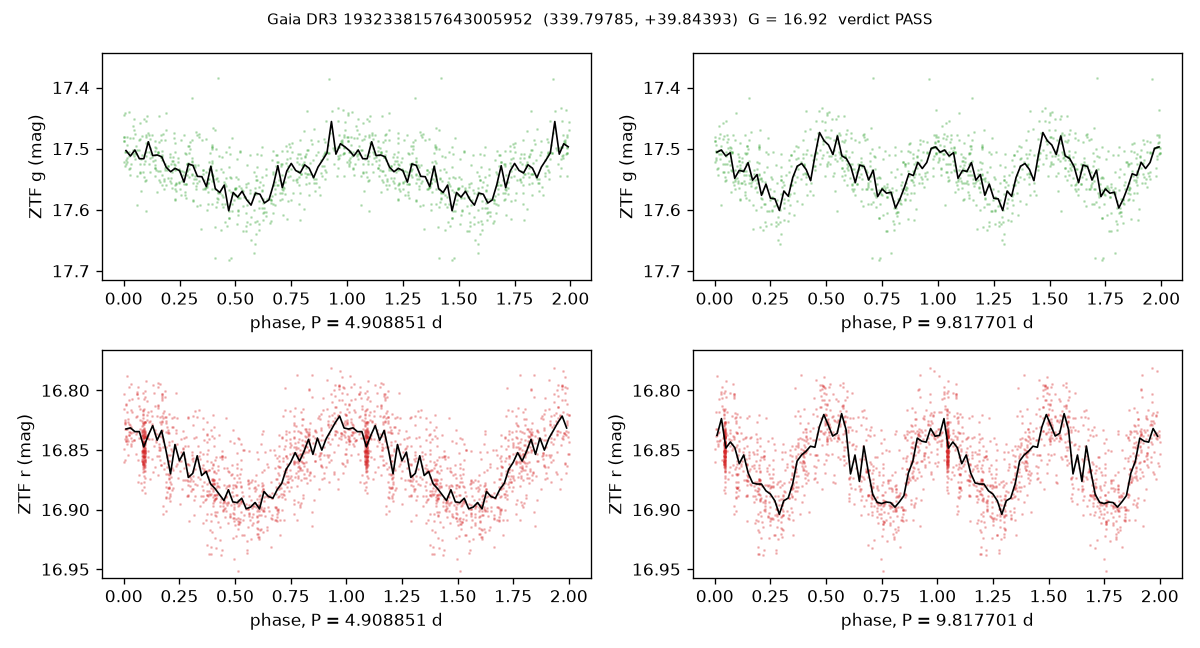 Gaia DR3 1932338157643005952 (339.79785, +39.84393) G = 16.92 verdict PASS
ZTF g (mag)
17.4
17.5
17.6
17.7
0.00 0.25 0.50 0.75 1.00 1.25 1.50 1.75 2.00
phase, P = 4.908851 d
ZTF g (mag)
17.4
17.5
17.6
17.7
0.00 0.25 0.50 0.75 1.00 1.25 1.50 1.75 2.00
phase, P = 9.817701 d
ZTF r (mag)
16.80
16.85
16.90
16.95
0.00 0.25 0.50 0.75 1.00 1.25 1.50 1.75 2.00
phase, P = 4.908851 d
ZTF r (mag)
16.80
16.85
16.90
16.95
0.00 0.25 0.50 0.75 1.00 1.25 1.50 1.75 2.00
phase, P = 9.817701 d